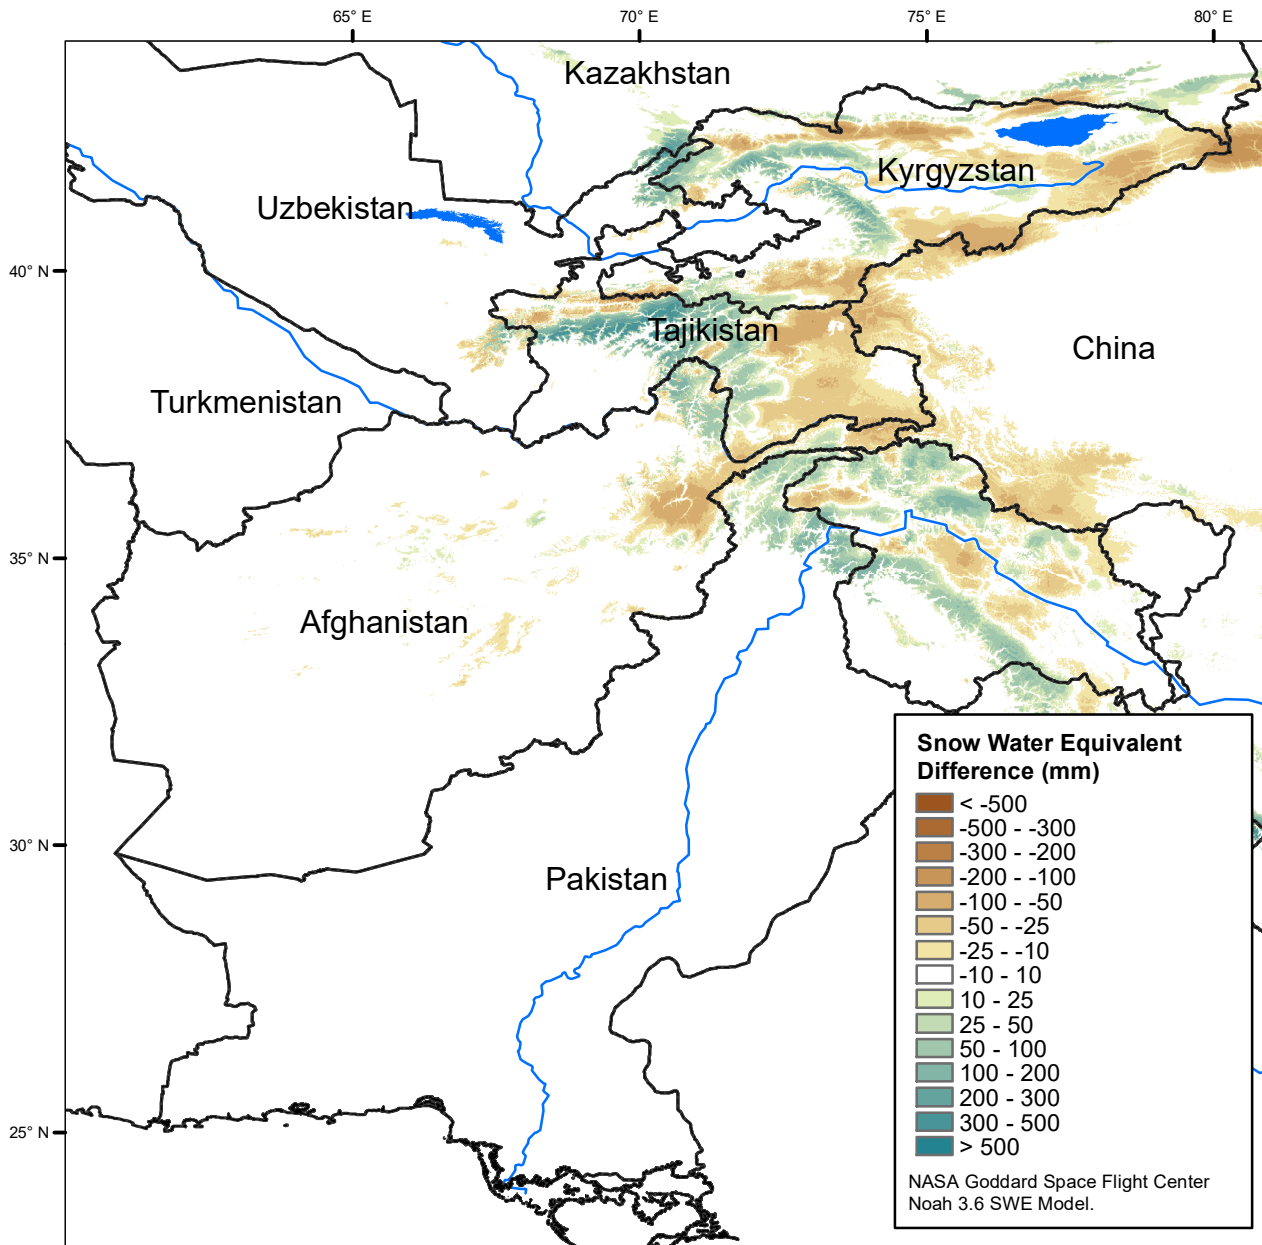 65° E
70° E
75° E
80° E
Kazakhstan
Kyrgyzstan
Uzbekistan
40° N
Tajikistan
China
Turkmenistan
35° N
Afghanistan
Snow Water Equivalent
Difference (mm)
< -500
-500 - -300
-300 - -200
-200 - -100
-100 - -50
-50 - -25
-25 - -10
-10 - 10
10 - 25
25 - 50
50 - 100
100 - 200
200 - 300
300 - 500
> 500
NASA Goddard Space Flight Center
Noah 3.6 SWE Model.
30° N
Pakistan
25° N